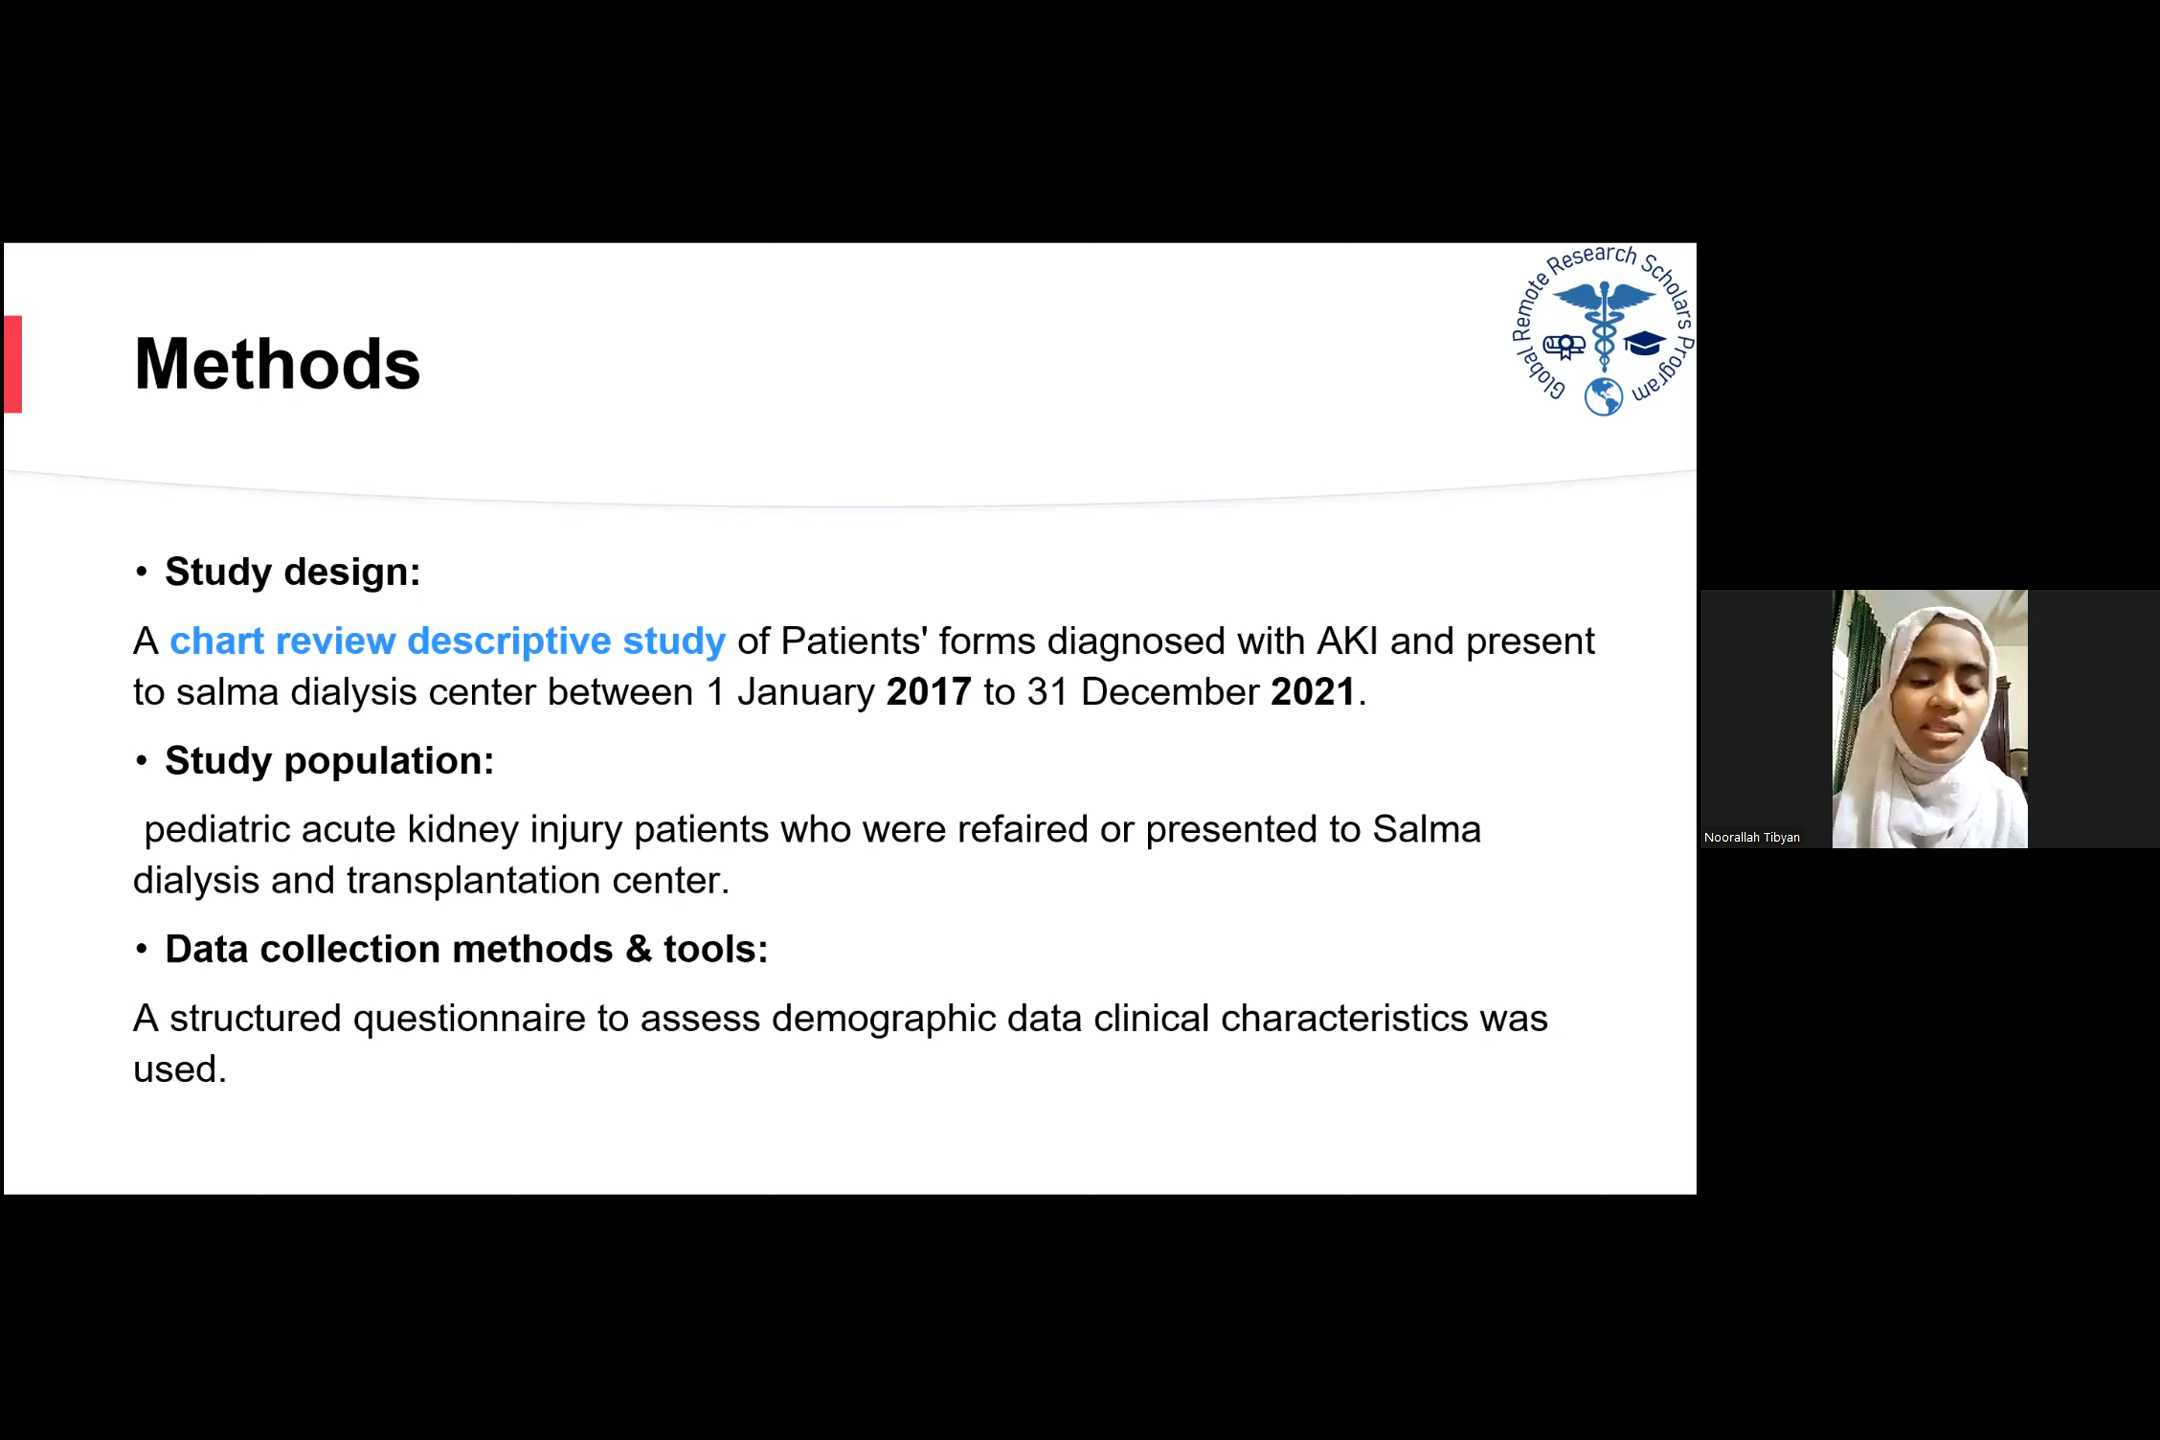 Global Remote Research Scholars Program
Methods
• Study design:
A chart review descriptive study of Patients' forms diagnosed with AKI and present
to salma dialysis center between 1 January 2017 to 31 December 2021.
• Study population:
pediatric acute kidney injury patients who were refaired or presented to Salma
dialysis and transplantation center.
• Data collection methods & tools:
A structured questionnaire to assess demographic data clinical characteristics was
used.
Noorallah Tibyan